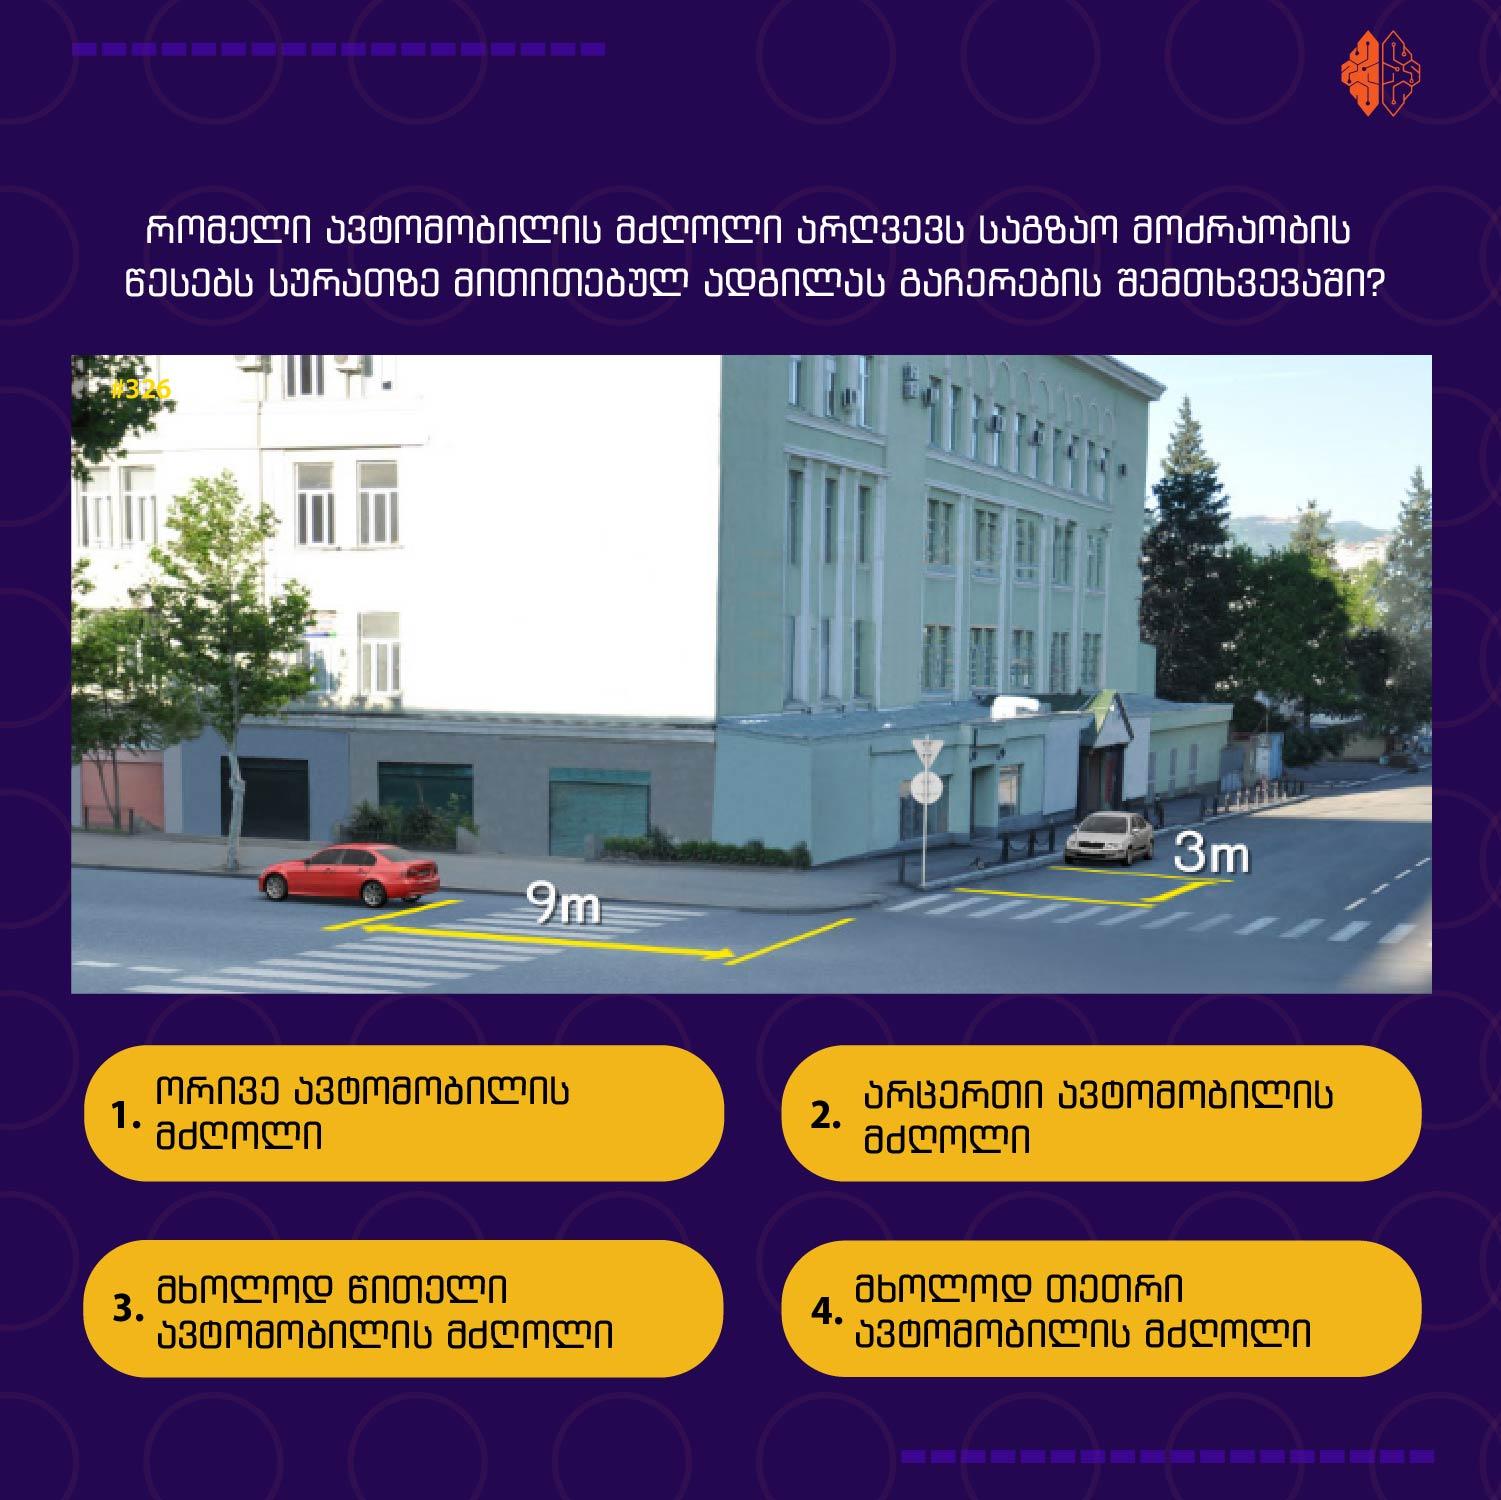 რომელი ავტომობილის მძღოლი არღვევს საგზაო მოძრაობის
წესებს სურათზე მითითებულ ადგილას გაჩერების შემთხვევაში?
#326
9m
3m
1. ორივე ავტომობილის
მძღოლი
2. არცერთი ავტომობილის
მძღოლი
3. მხოლოდ წითელი
ავტომობილის მძღოლი
4. მხოლოდ თეთრი
ავტომობილის მძღოლი